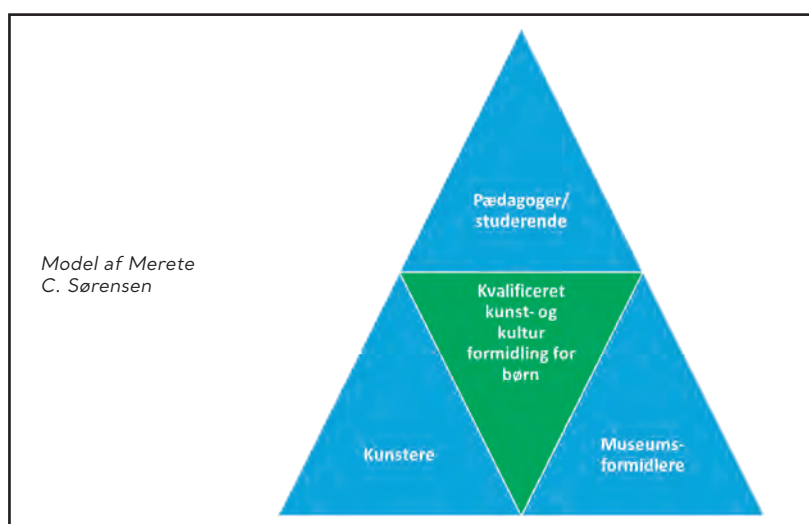 Model af Merete
C. Sørensen
Pædagoger/
studerende
Kvalificeret
kunst- og
kultur
formidling for
børn
Kunstere
Museums-
formidlere